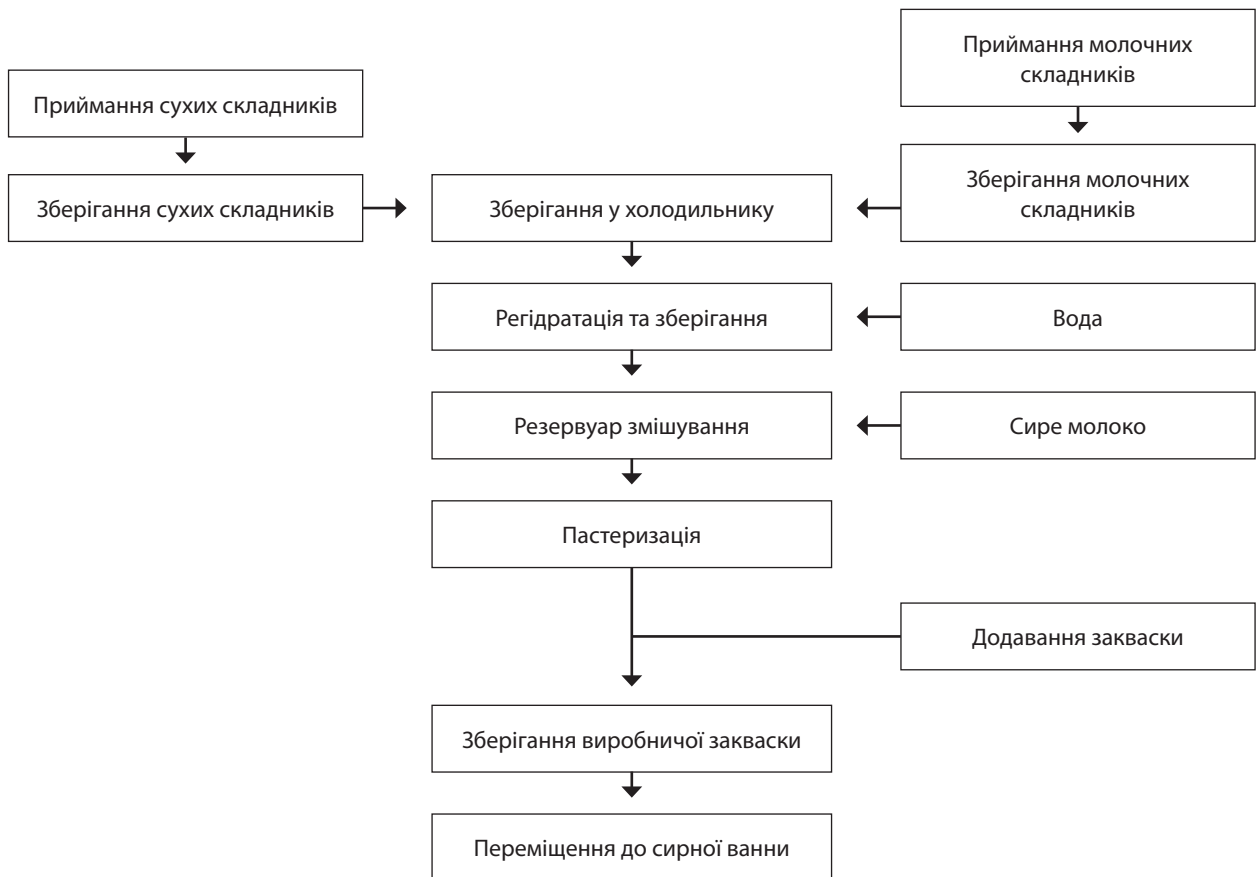 Приймання молочних
складників
Приймання сухих складників
Зберігання сухих складників
Зберігання у холодильнику
Зберігання молочних
складників
Регідратація та зберігання
Вода
Резервуар змішування
Сире молоко
Пастеризація
Додавання закваски
Зберігання виробничої закваски
Переміщення до сирної ванни